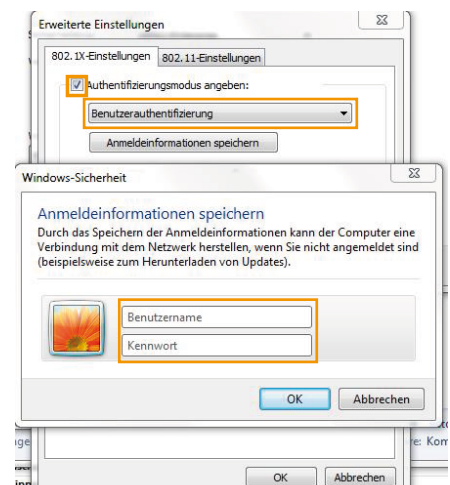 Erweiterte Einstellungen
802.1X-Einstellungen 802.11-Einstellungen
Authentifizierungsmodus angeben:
Benutzerauthentifizierung
Anmeldeinformationen speichern
Windows-Sicherheit
Anmeldeinformationen speichern
Durch das Speichern der Anmeldeinformationen kann der Computer eine
Verbindung mit dem Netzwerk herstellen, wenn Sie nicht angemeldet sind
(beispielsweise zum Herunterladen von Updates).
Benutzername
Kennwort
OK Abbrechen
OK Abbrechen